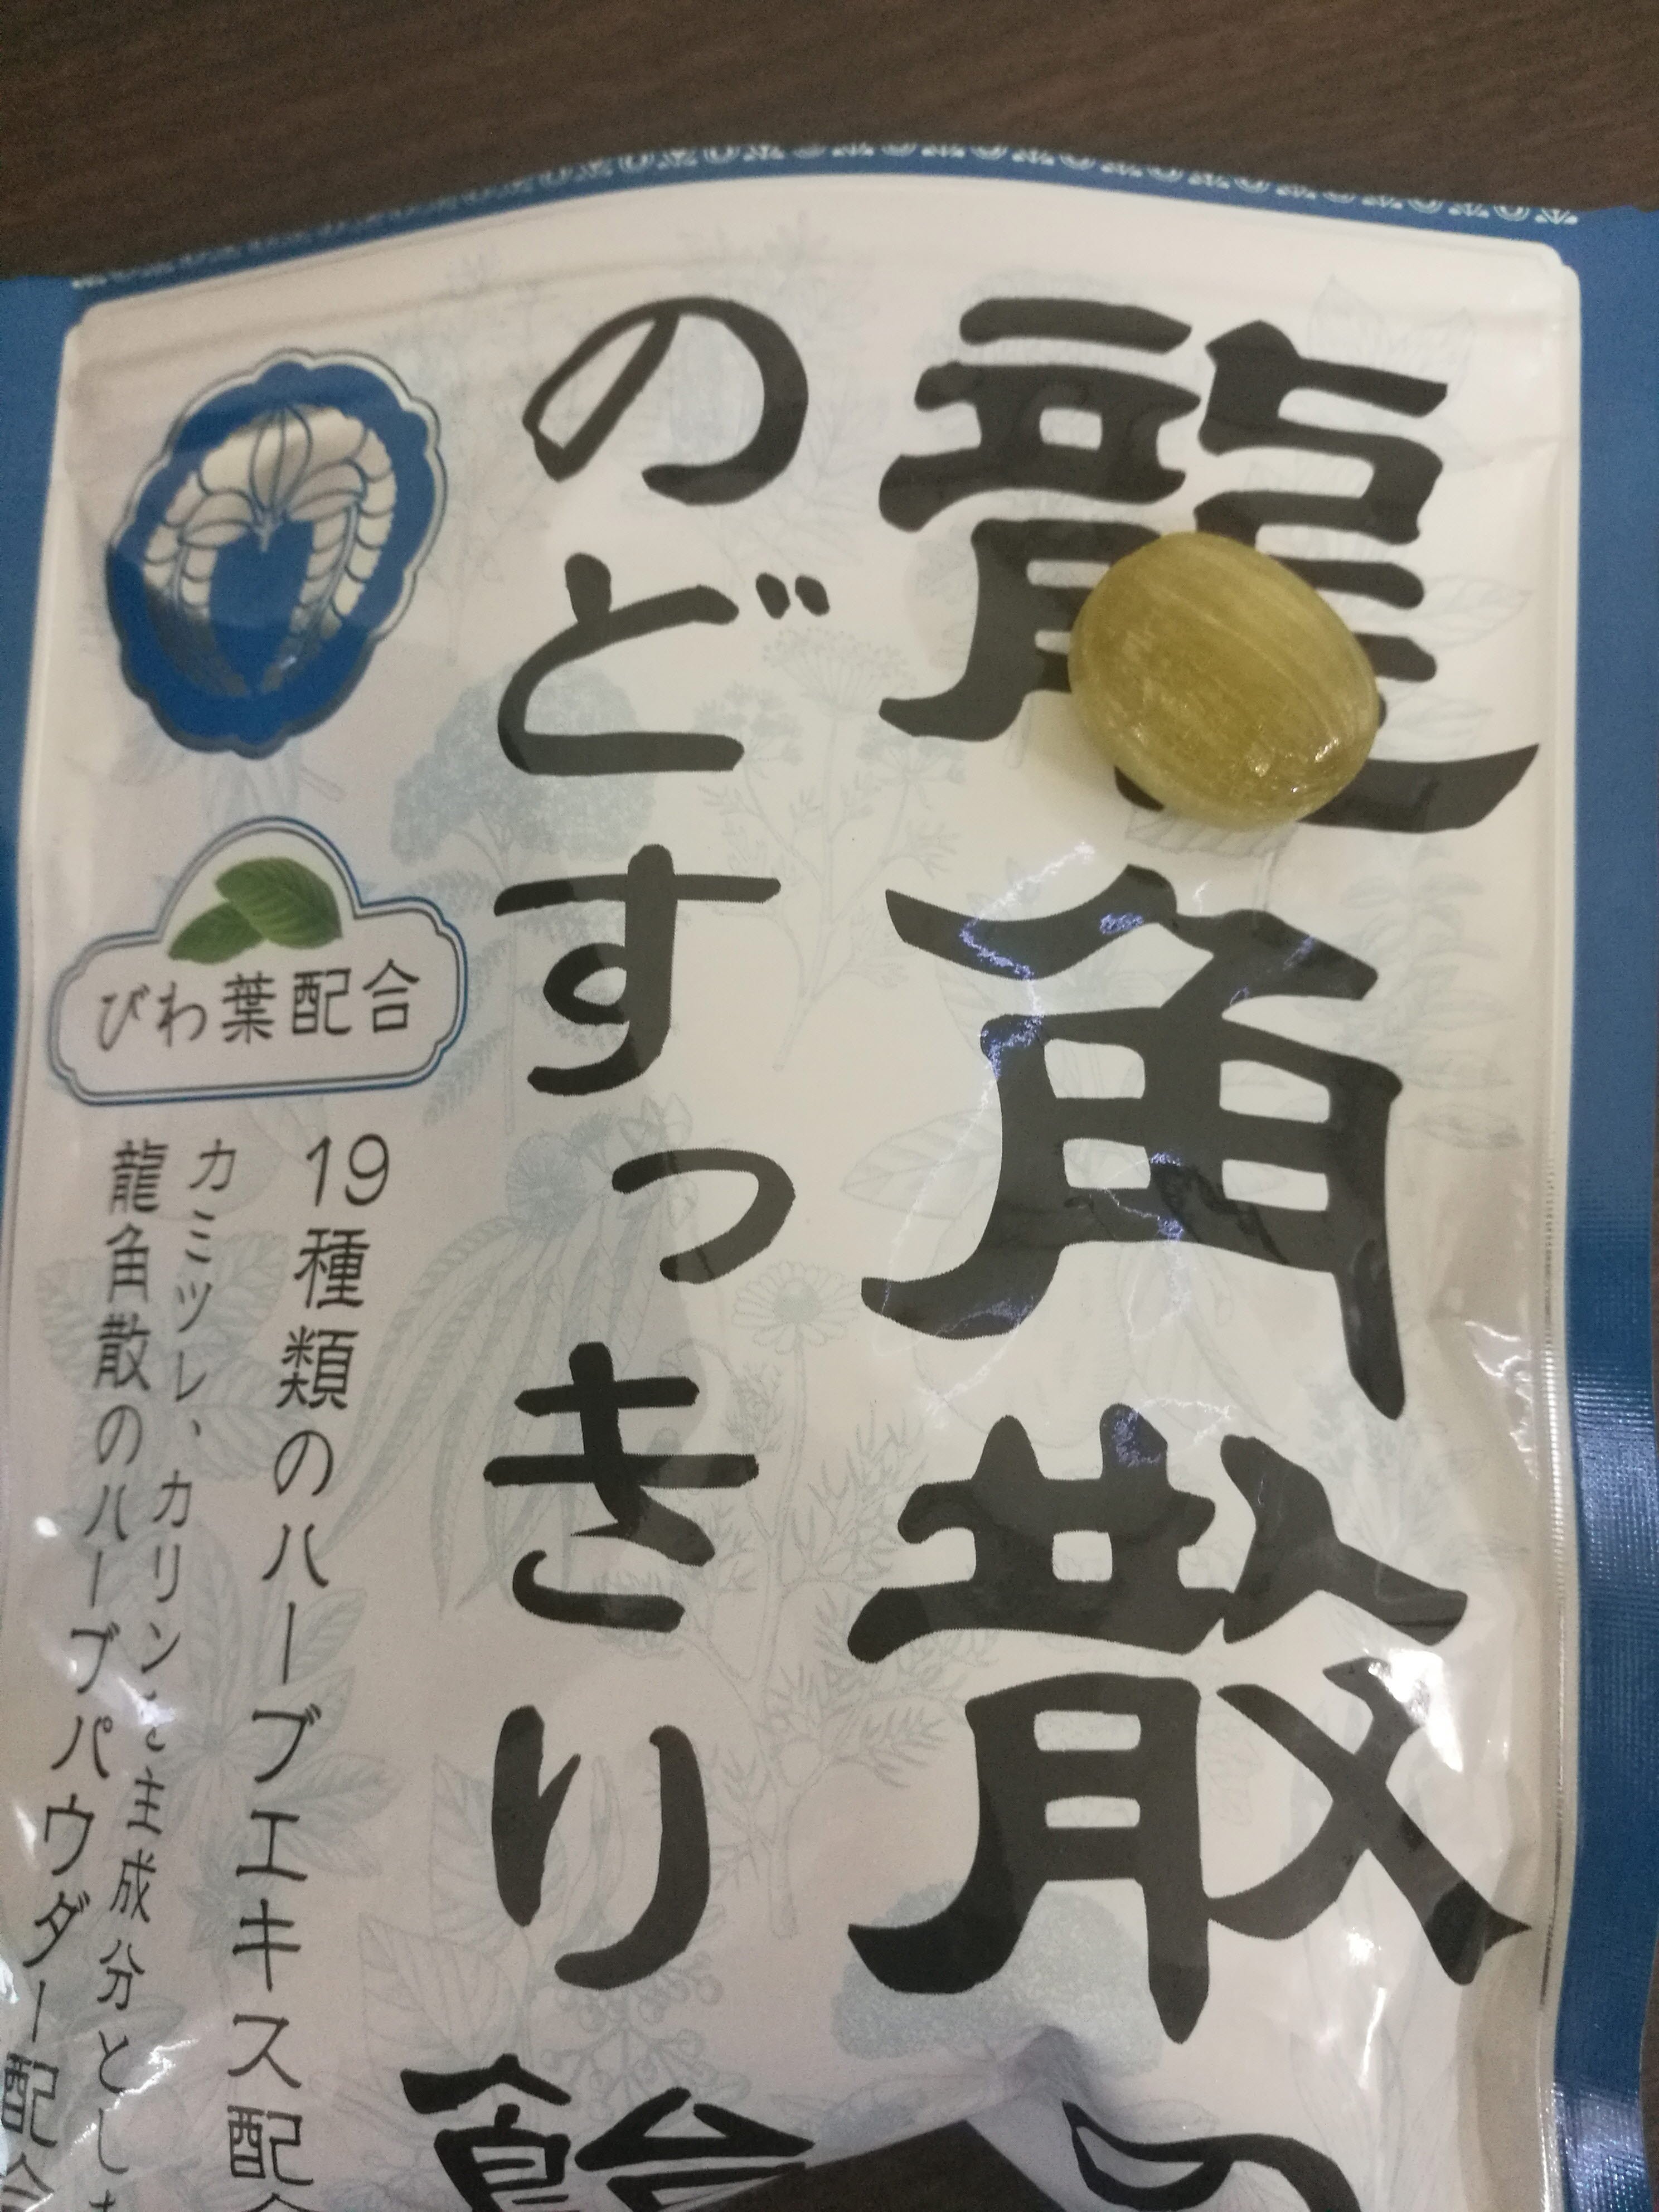 龍角散の
のどすっきり飴
びわ葉配合
19種類のハーブエキス配合
カミツレ、カリンを主成分とした
龍角散のハーブパウダー配合